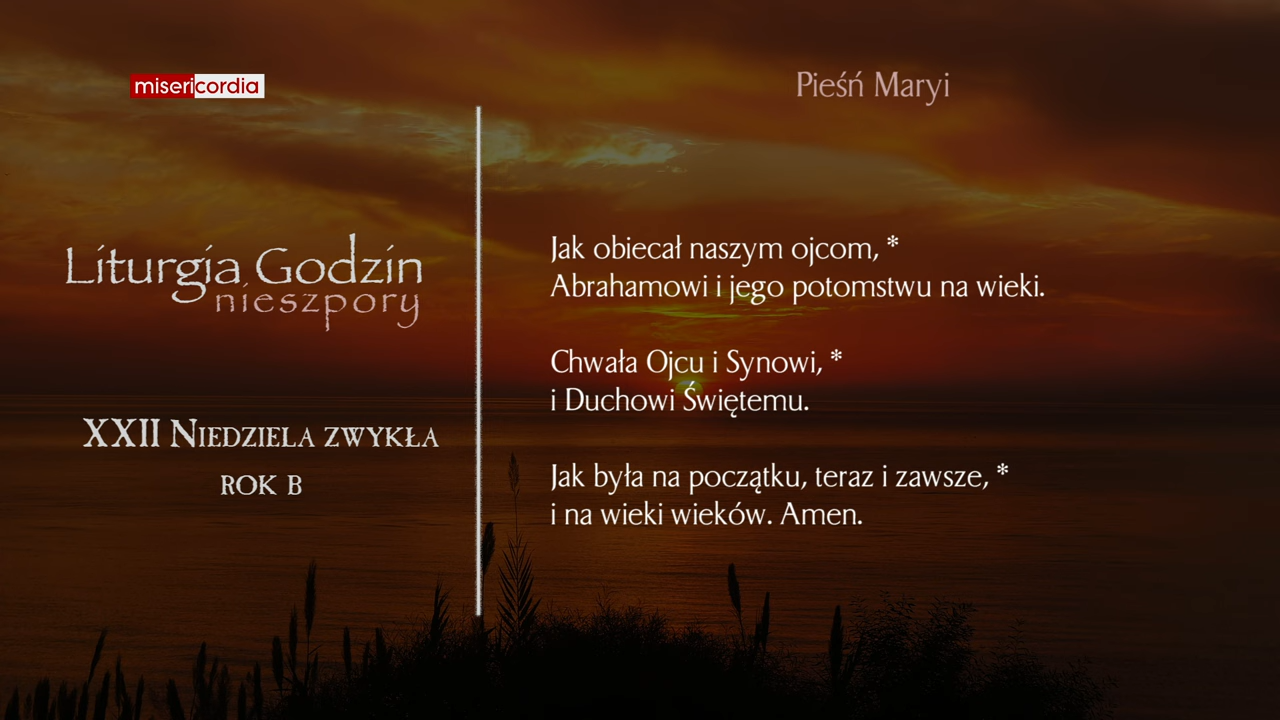 misericordia
Pieśń Maryi
Liturgia Godzin
nieszpory
XXII Niedziela zwykła
rok B
Jak obiecał naszym ojcom, *
Abrahamowi i jego potomstwu na wieki.
Chwała Ojcu i Synowi, *
i Duchowi Świętemu.
Jak była na początku, teraz i zawsze, *
i na wieki wieków. Amen.